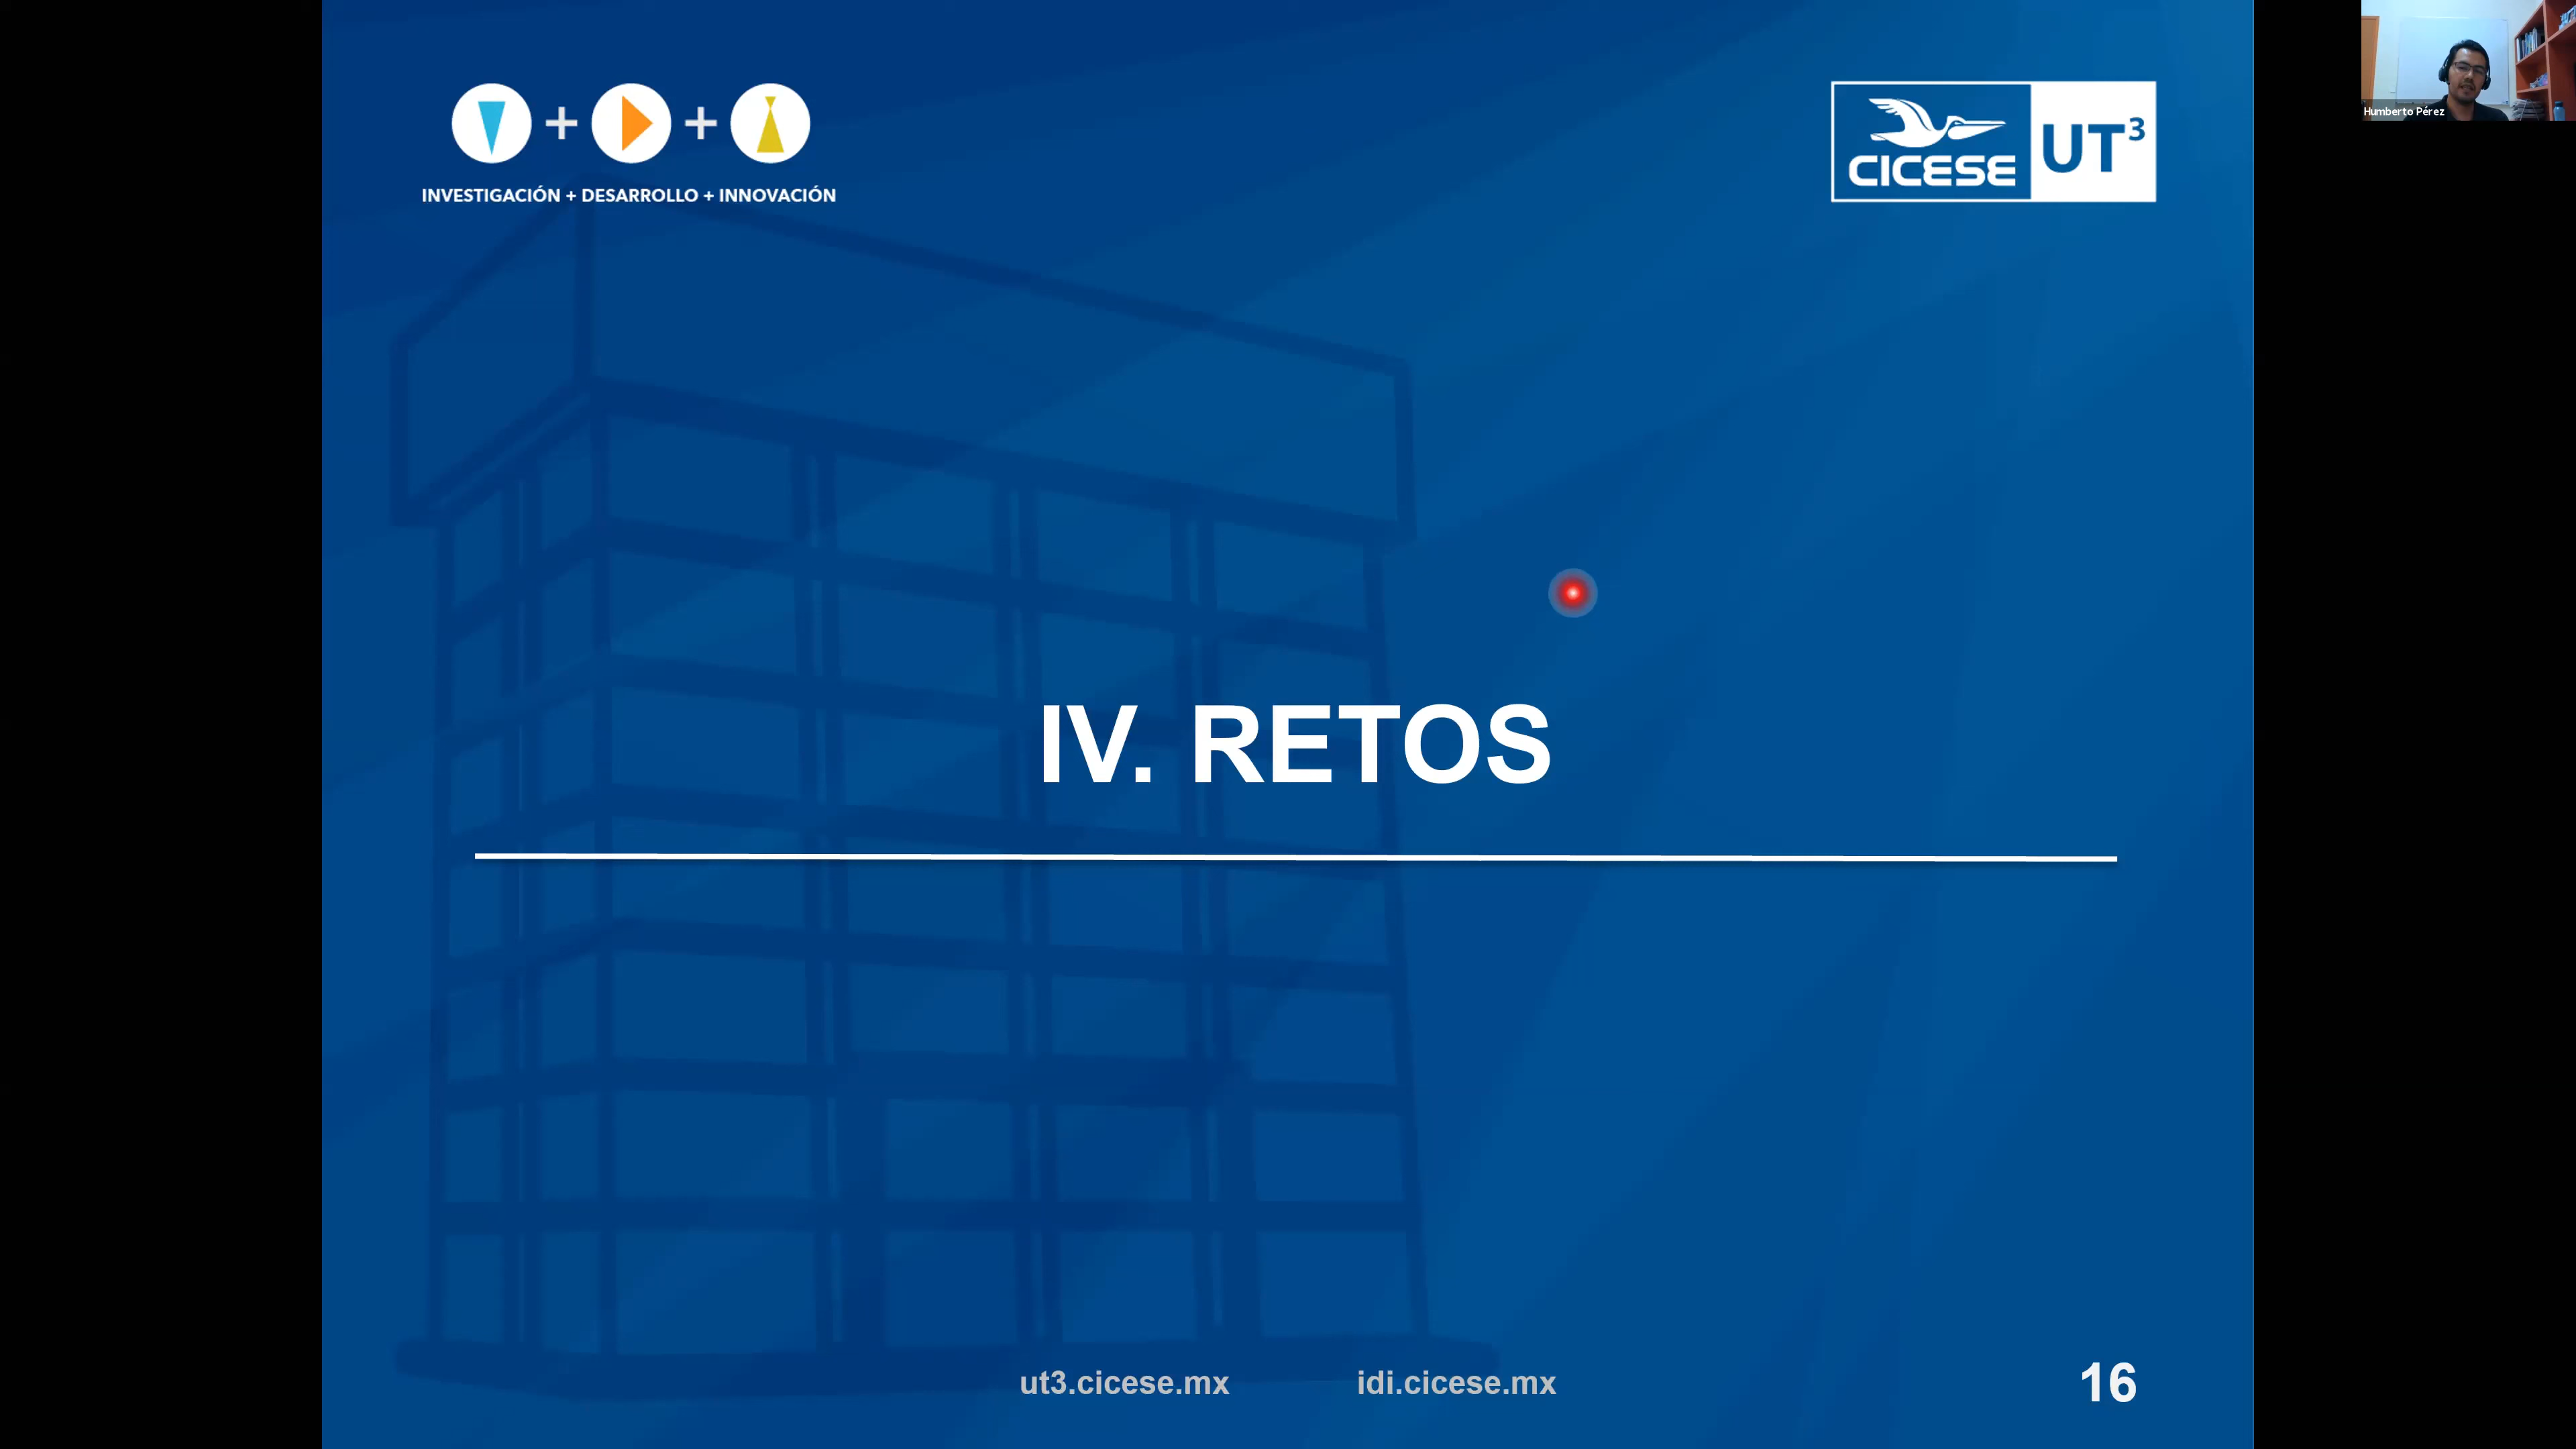 INVESTIGACIÓN + DESARROLLO + INNOVACIÓN
CICESE UT³
Humberto Pérez
IV. RETOS
ut3.cicese.mx
idi.cicese.mx
16